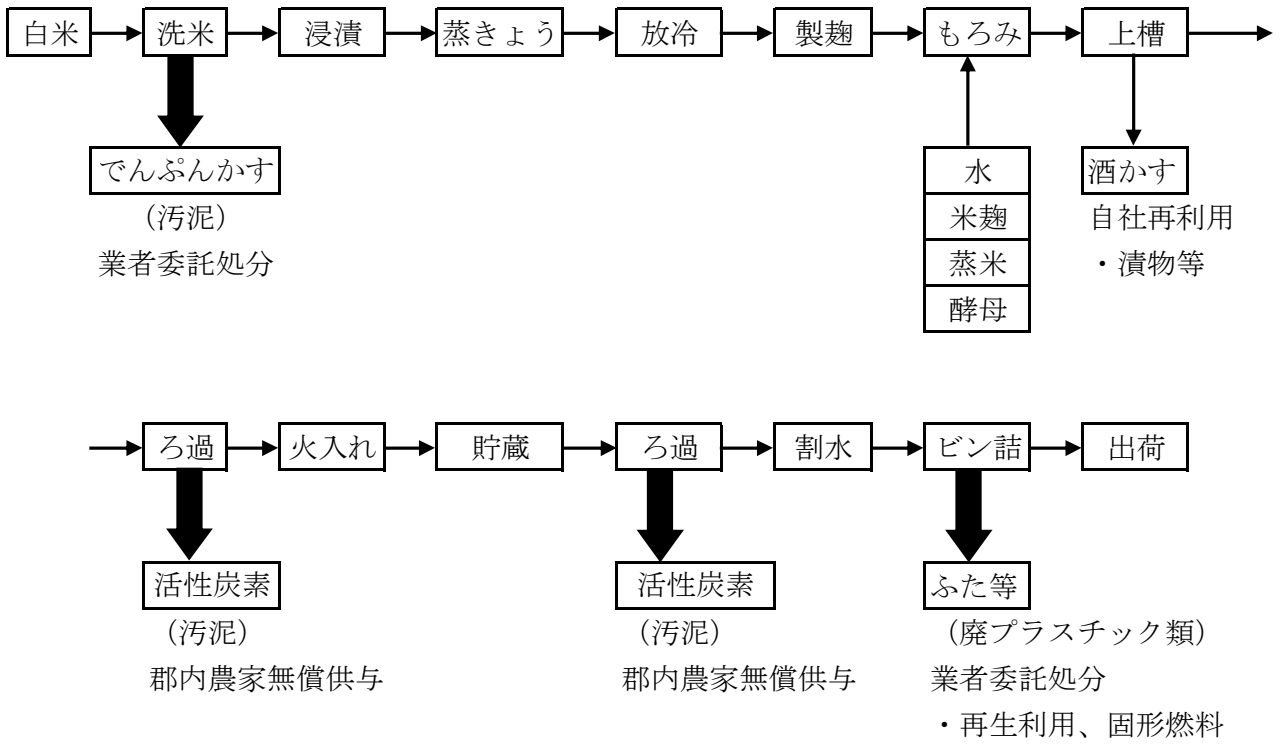 白米
洗米
浸漬
蒸きょう
放冷
製麹
もろみ
上槽
でんぷんかす
(汚泥)
業者委託処分
水
米麹
蒸米
酵母
酒かす
自社再利用
・漬物等
ろ過
火入れ
貯蔵
ろ過
割水
ビン詰
出荷
活性炭素
(汚泥)
郡内農家無償供与
活性炭素
(汚泥)
郡内農家無償供与
ふた等
(廃プラスチック類)
業者委託処分
・再生利用、固形燃料